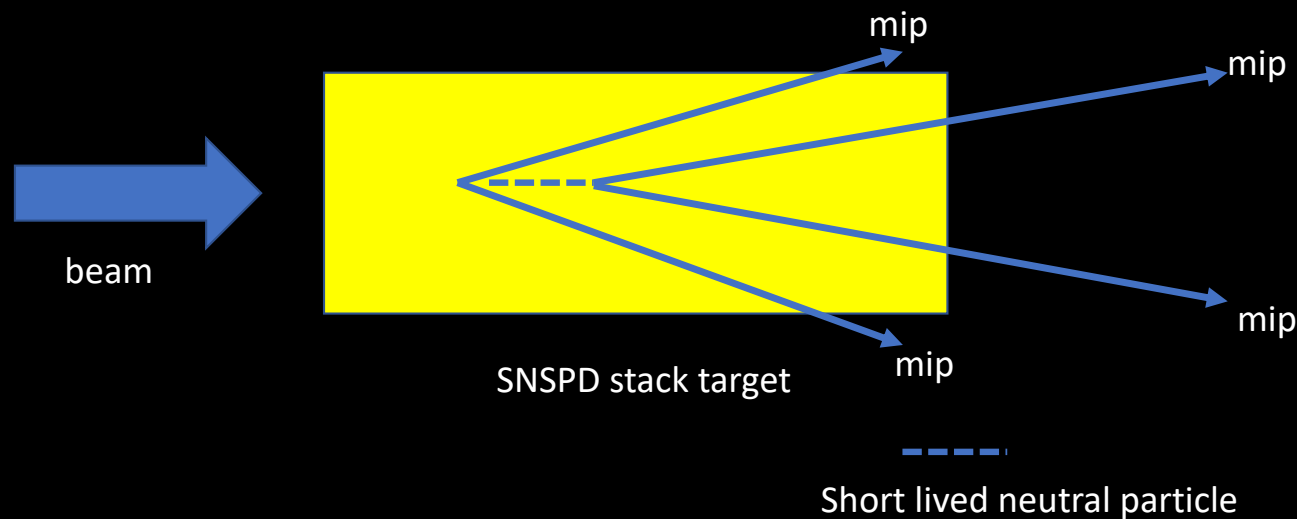 mip
mip
beam
mip
mip
SNSPD stack target
Short lived neutral particle